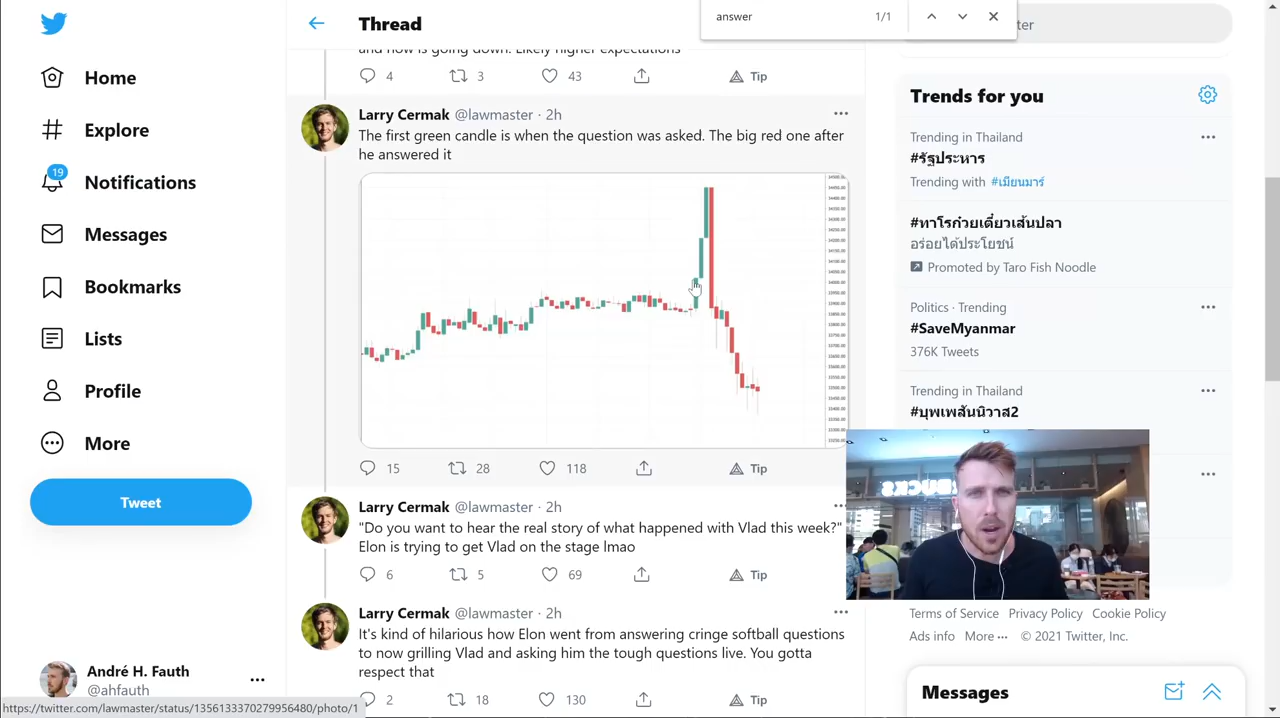 answer
1/1
ter
Thread
and now is going down. Likely higher expectations
4
3
43
Tip
Home
Explore
19
Notifications
Messages
Bookmarks
Lists
Profile
More
Tweet
André H. Fauth
@ahfauth
https://twitter.com/lawmaster/status/1356133370279956480/photo/1
Larry Cermak @lawmaster · 2h
The first green candle is when the question was asked. The big red one after
he answered it
15
28
118
Tip
Larry Cermak @lawmaster · 2h
"Do you want to hear the real story of what happened with Vlad this week?"
Elon is trying to get Vlad on the stage lmao
6
5
69
Tip
Larry Cermak @lawmaster · 2h
It's kind of hilarious how Elon went from answering cringe softball questions
to now grilling Vlad and asking him the tough questions live. You gotta
respect that
2
18
130
Tip
Trends for you
Trending in Thailand
#รัฐประหาร
Trending with #เมียนมาร์
#ทาโร่ก๋วยเตี๋ยวเส้นปลา
อร่อยได้ประโยชน์
Promoted by Taro Fish Noodle
Politics · Trending
#SaveMyanmar
376K Tweets
Trending in Thailand
#บุพเพสันนิวาส2
Terms of Service Privacy Policy Cookie Policy
Ads info More © 2021 Twitter, Inc.
Messages